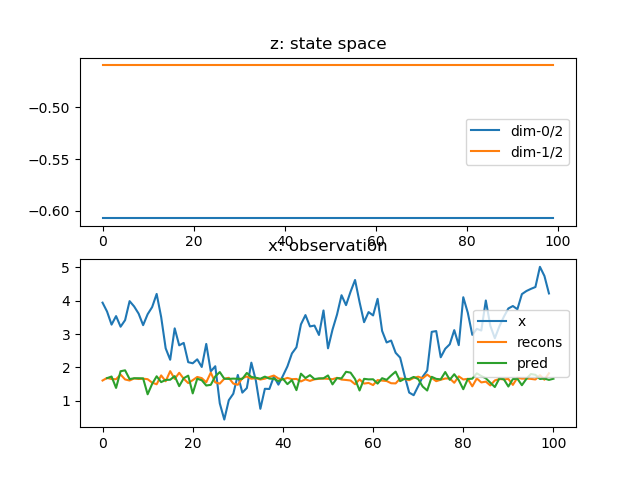 z: state space
−0.50
−0.55
−0.60
dim-0/2
dim-1/2
0 20 40 60 80 100
x: observation
5
4
3
2
1
x
recons
pred
0 20 40 60 80 100